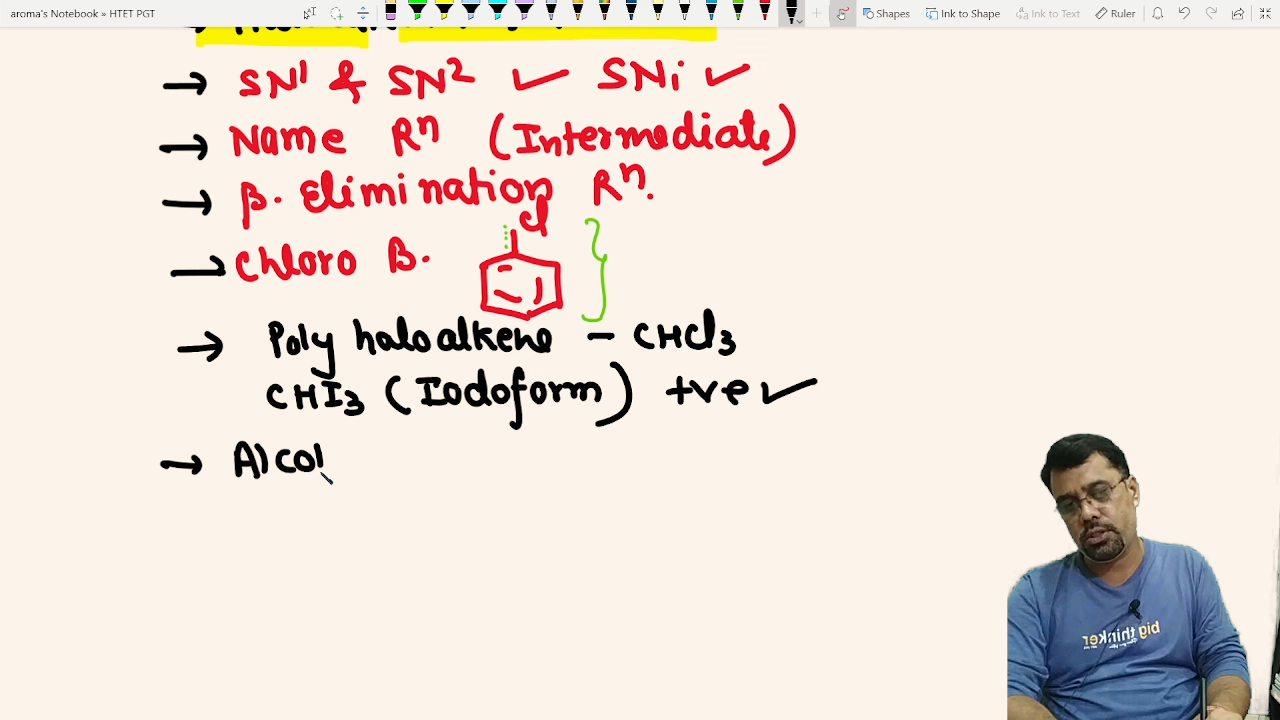 aroma's Notebook » HTET PGT
Shapes
Ink to Shape
Ink to Text
Ruler
→ SN1 & SN2 ✓ SNi ✓
→ Name Rn (Intermediate)
→ β. Elimination Rn.
Cl
→ Chloro B.
→ Poly haloalkene – CHCl3
CHI3 (Iodoform) +ve ✓
→ Alcol
big thinker